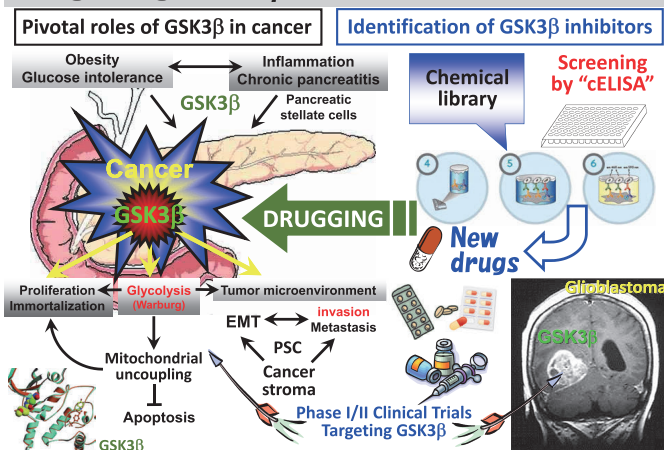 Pivotal roles of GSK3β in cancer
Identification of GSK3β inhibitors
Obesity
Glucose intolerance
Inflammation
Chronic pancreatitis
GSK3β
Pancreatic
stellate cells
Chemical
library
Screening
by “cELISA”
4
5
6
Cancer
GSK3β
DRUGGING
New
drugs
Proliferation
Immortalization
Glycolysis
(Warburg)
Tumor microenvironment
EMT
invasion
Metastasis
PSC
Cancer
stroma
Mitochondrial
uncoupling
Apoptosis
GSK3β
Phase I/II Clinical Trials
Targeting GSK3β
Glioblastoma
GSK3β